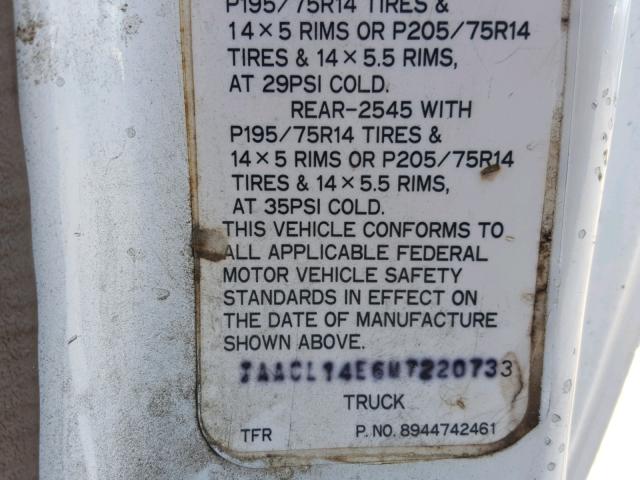 P195/75R14 TIRES &
14 × 5 RIMS OR P205/75R14
TIRES & 14 × 5.5 RIMS,
AT 29PSI COLD.
REAR-2545 WITH
P195/75R14 TIRES &
14 × 5 RIMS OR P205/75R14
TIRES & 14 × 5.5 RIMS,
AT 35PSI COLD.
THIS VEHICLE CONFORMS TO
ALL APPLICABLE FEDERAL
MOTOR VEHICLE SAFETY
STANDARDS IN EFFECT ON
THE DATE OF MANUFACTURE
SHOWN ABOVE.
JAACL14E6M7220733
TRUCK
TFR P. NO. 8944742461